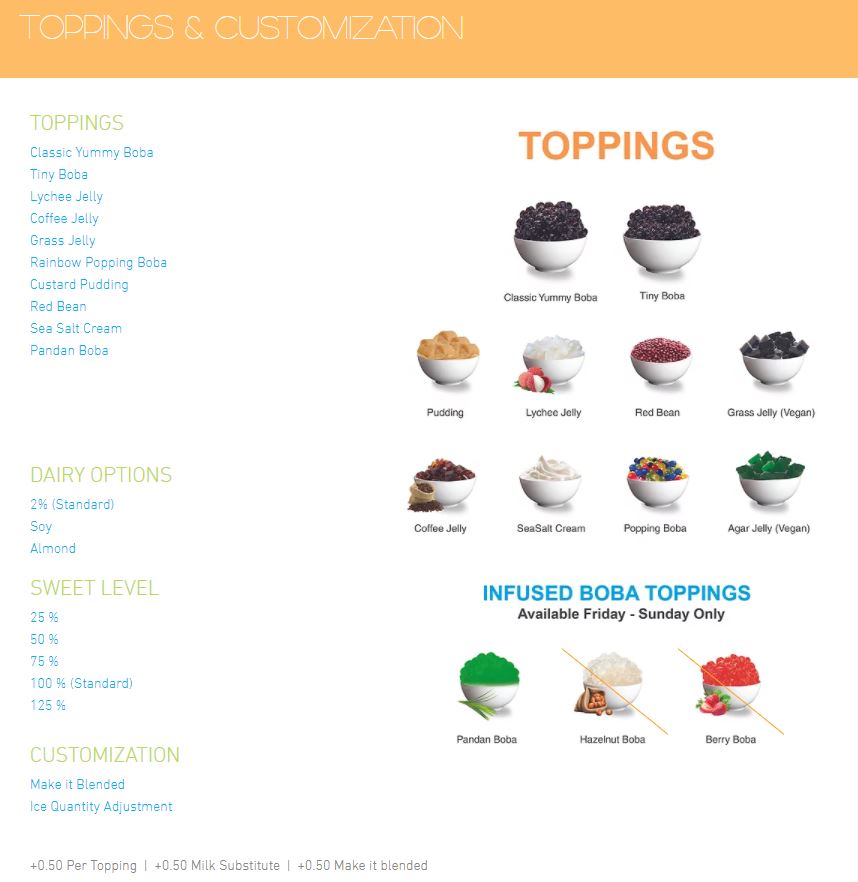 TOPPINGS & CUSTOMIZATION
TOPPINGS
Classic Yummy Boba
Tiny Boba
Lychee Jelly
Coffee Jelly
Grass Jelly
Rainbow Popping Boba
Custard Pudding
Red Bean
Sea Salt Cream
Pandan Boba
DAIRY OPTIONS
2% (Standard)
Soy
Almond
SWEET LEVEL
25 %
50 %
75 %
100 % (Standard)
125 %
CUSTOMIZATION
Make it Blended
Ice Quantity Adjustment
TOPPINGS
Classic Yummy Boba
Tiny Boba
Pudding
Lychee Jelly
Red Bean
Grass Jelly (Vegan)
Coffee Jelly
SeaSalt Cream
Popping Boba
Agar Jelly (Vegan)
INFUSED BOBA TOPPINGS
Available Friday - Sunday Only
Pandan Boba
Hazelnut Boba
Berry Boba
+0.50 Per Topping | +0.50 Milk Substitute | +0.50 Make it blended